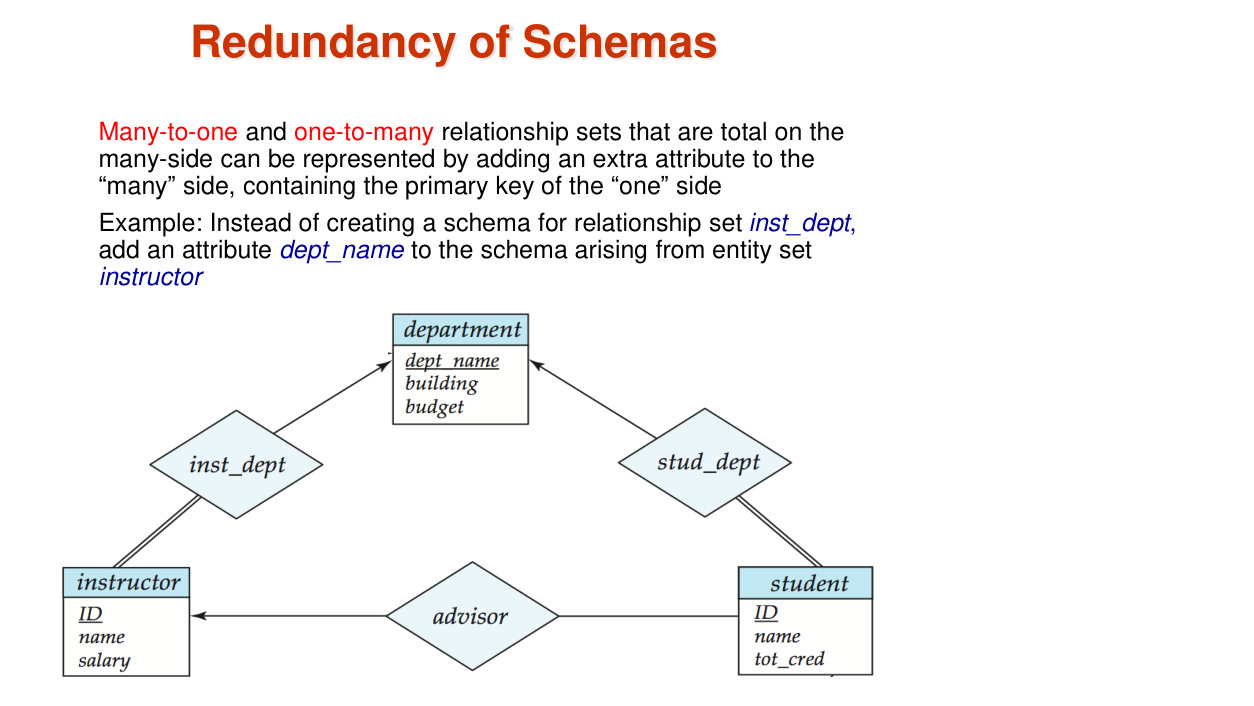 Redundancy of Schemas
Many-to-one and one-to-many relationship sets that are total on the
many-side can be represented by adding an extra attribute to the
“many” side, containing the primary key of the “one” side
Example: Instead of creating a schema for relationship set inst_dept,
add an attribute dept_name to the schema arising from entity set
instructor
department
dept_name
building
budget
inst_dept
stud_dept
instructor
ID
name
salary
advisor
student
ID
name
tot_cred